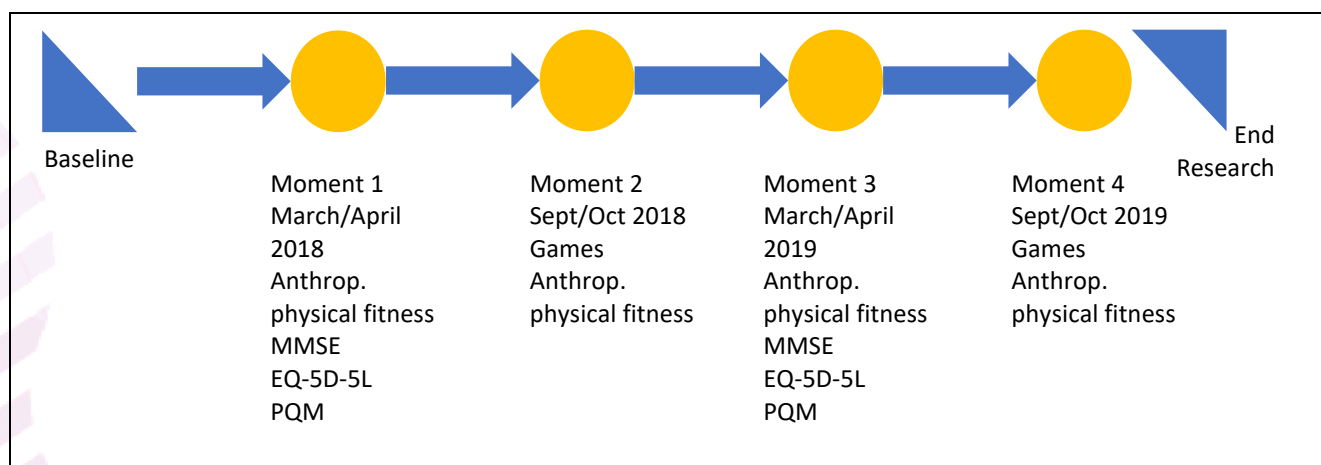 Baseline
End
Research
Moment 1
March/April
2018
Anthrop.
physical fitness
MMSE
EQ-5D-5L
PQM
Moment 2
Sept/Oct 2018
Games
Anthrop.
physical fitness
Moment 3
March/April
2019
Anthrop.
physical fitness
MMSE
EQ-5D-5L
PQM
Moment 4
Sept/Oct 2019
Games
Anthrop.
physical fitness